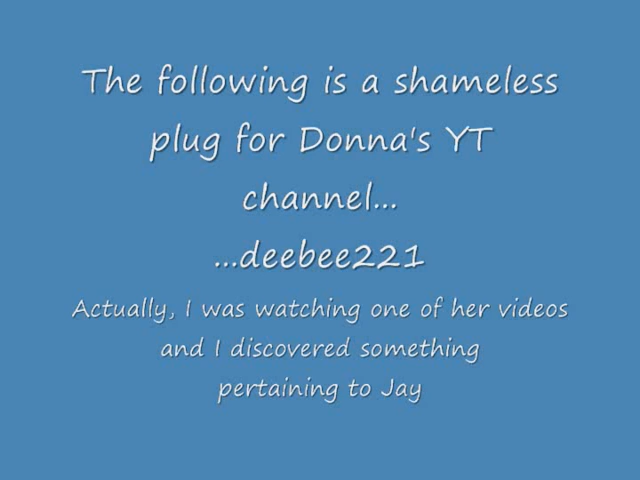 The following is a shameless
plug for Donna's YT
channel...
...deebee221
Actually, I was watching one of her videos
and I discovered something
pertaining to Jay